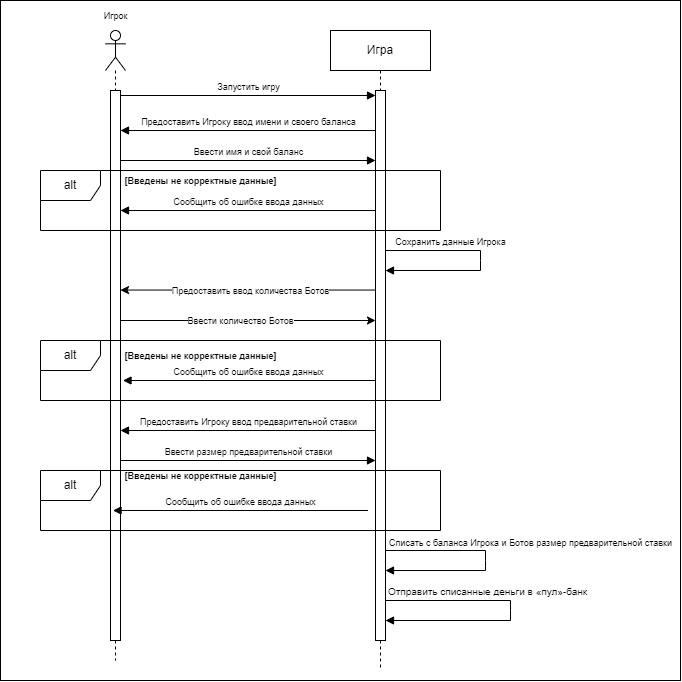 Игрок
Игра
Запустить игру
Предоставить Игроку ввод имени и своего баланса
Ввести имя и свой баланс
alt
[Введены не корректные данные]
Сообщить об ошибке ввода данных
Сохранить данные Игрока
Предоставить ввод количества Ботов
Ввести количество Ботов
alt
[Введены не корректные данные]
Сообщить об ошибке ввода данных
Предоставить Игроку ввод предварительной ставки
Ввести размер предварительной ставки
alt
[Введены не корректные данные]
Сообщить об ошибке ввода данных
Списать с баланса Игрока и Ботов размер предварительной ставки
Отправить списанные деньги в «пул»-банк